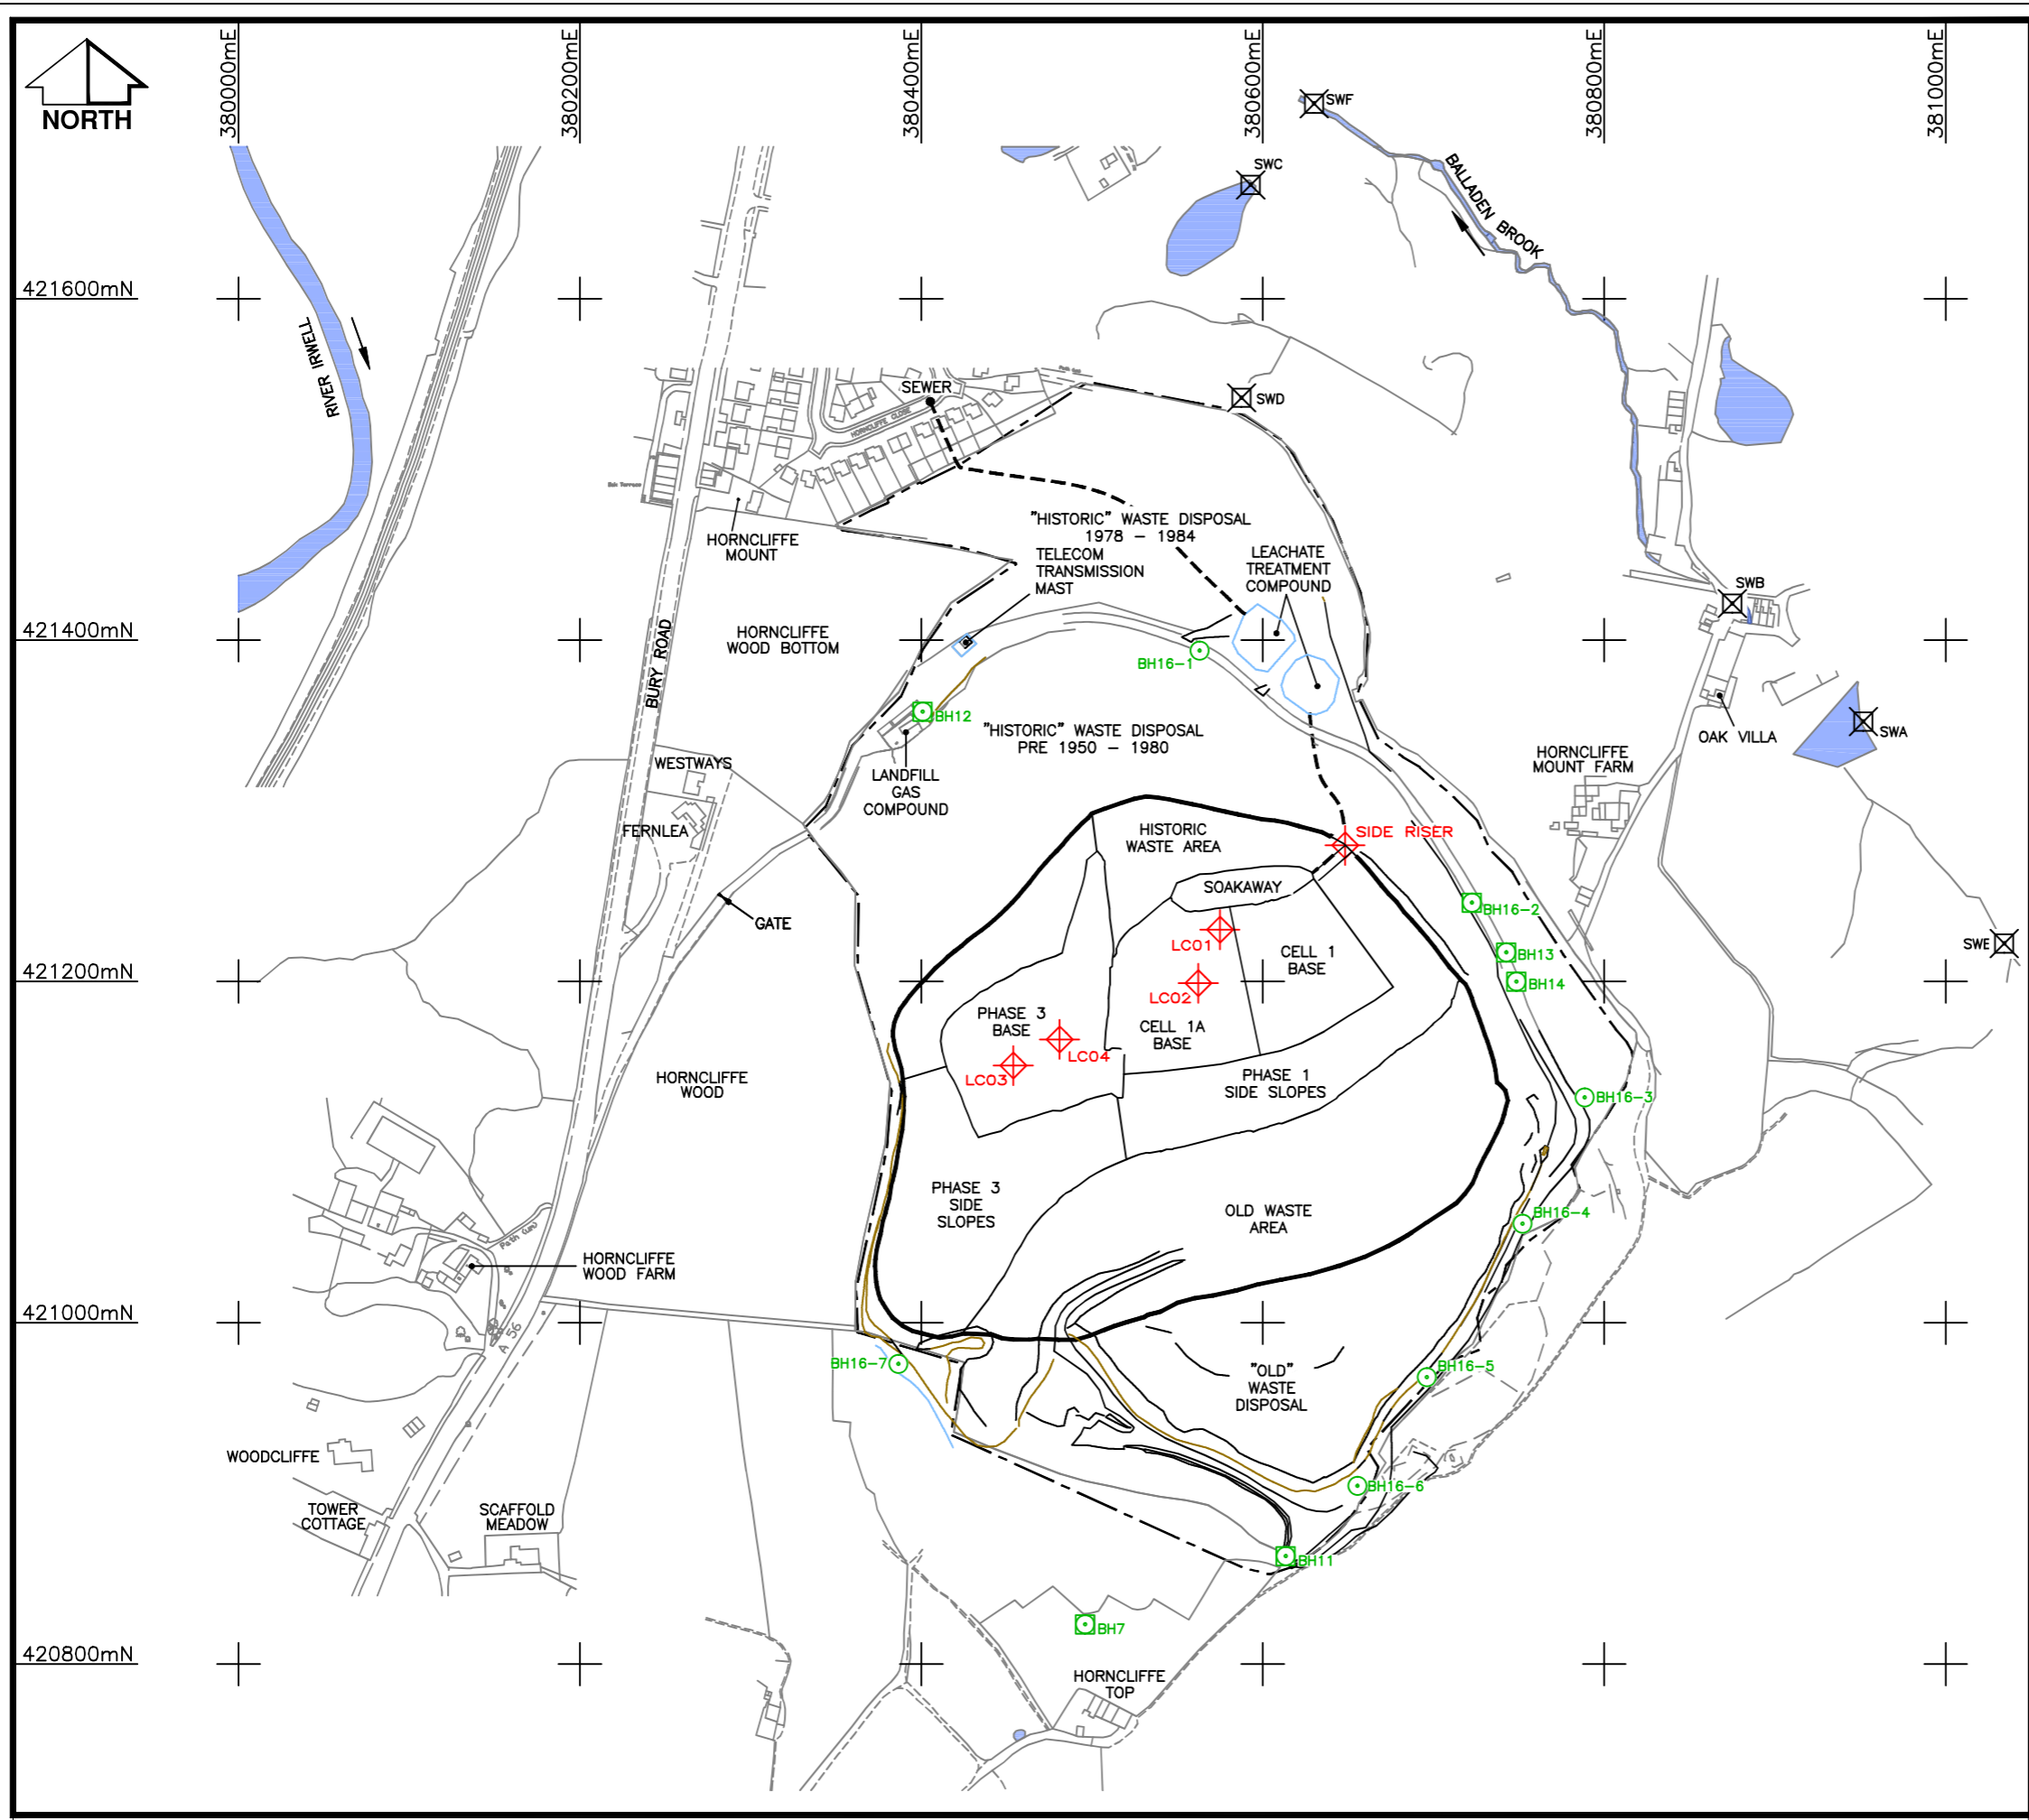 380000mE
380200mE
380400mE
380600mE
380800mE
381000mE
NORTH
SWF
SWC
BALLADEN BROOK
421600mN
RIVER IRWELL
SEWER
SWD
HORNCLIFFE CLOSE
"HISTORIC" WASTE DISPOSAL
1978 - 1984
HORNCLIFFE
MOUNT
TELECOM
TRANSMISSION
MAST
LEACHATE
TREATMENT
COMPOUND
SWB
421400mN
BURY ROAD
HORNCLIFFE
WOOD BOTTOM
BH16-1
BH12
"HISTORIC" WASTE DISPOSAL
PRE 1950 - 1980
OAK VILLA
SWA
WESTWAYS
LANDFILL
GAS
COMPOUND
HORNCLIFFE
MOUNT FARM
FERNLEA
HISTORIC
WASTE AREA
SIDE RISER
SOAKAWAY
GATE
BH16-2
LC01
CELL 1
BASE
BH13
SWE
421200mN
LC02
BH14
PHASE 3
BASE
CELL 1A
BASE
LC04
LC03
HORNCLIFFE
WOOD
PHASE 1
SIDE SLOPES
BH16-3
PHASE 3
SIDE
SLOPES
OLD WASTE
AREA
BH16-4
Path (um)
HORNCLIFFE
WOOD FARM
421000mN
A 56
BH16-7
"OLD"
WASTE
DISPOSAL
BH16-5
WOODCLIFFE
BH16-6
TOWER
COTTAGE
SCAFFOLD
MEADOW
BH11
BH7
420800mN
HORNCLIFFE
TOP